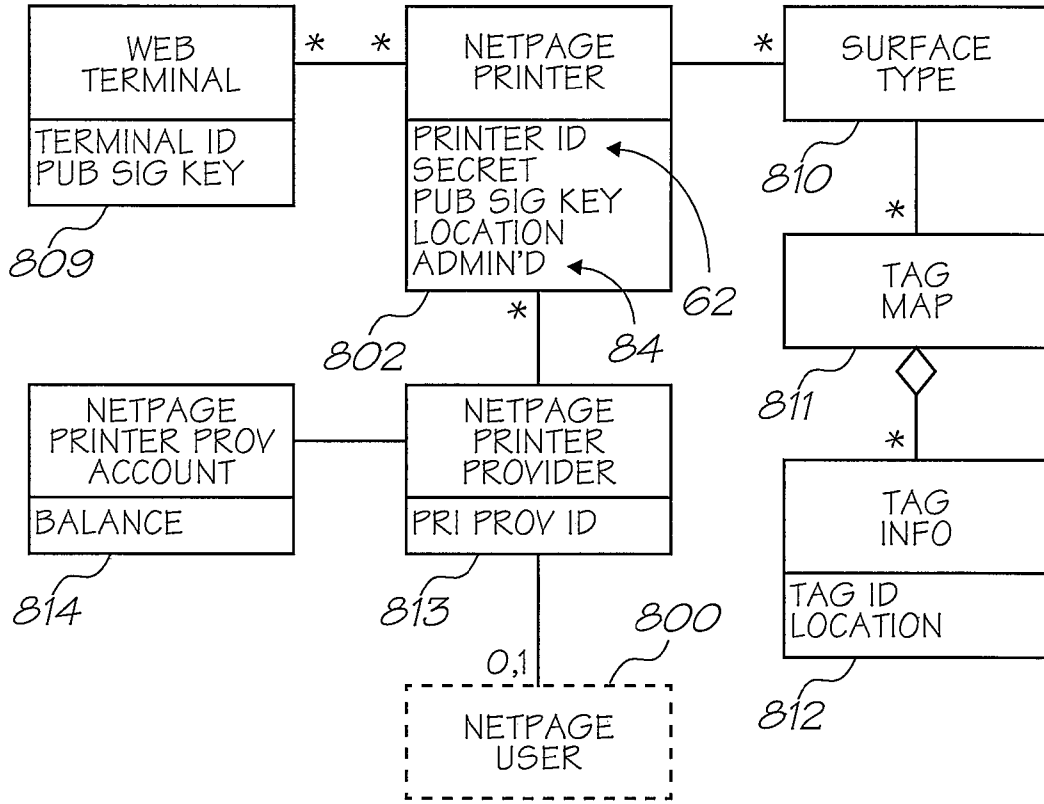 WEB
TERMINAL
TERMINAL ID
PUB SIG KEY
809
* *
NETPAGE
PRINTER
PRINTER ID
SECRET
PUB SIG KEY
LOCATION
ADMIN'D
802
62
84
*
SURFACE
TYPE
810
*
TAG
MAP
811
*
TAG
INFO
TAG ID
LOCATION
812
*
NETPAGE
PRINTER PROV
ACCOUNT
BALANCE
814
NETPAGE
PRINTER
PROVIDER
PRI PROV ID
813
0,1
800
NETPAGE
USER